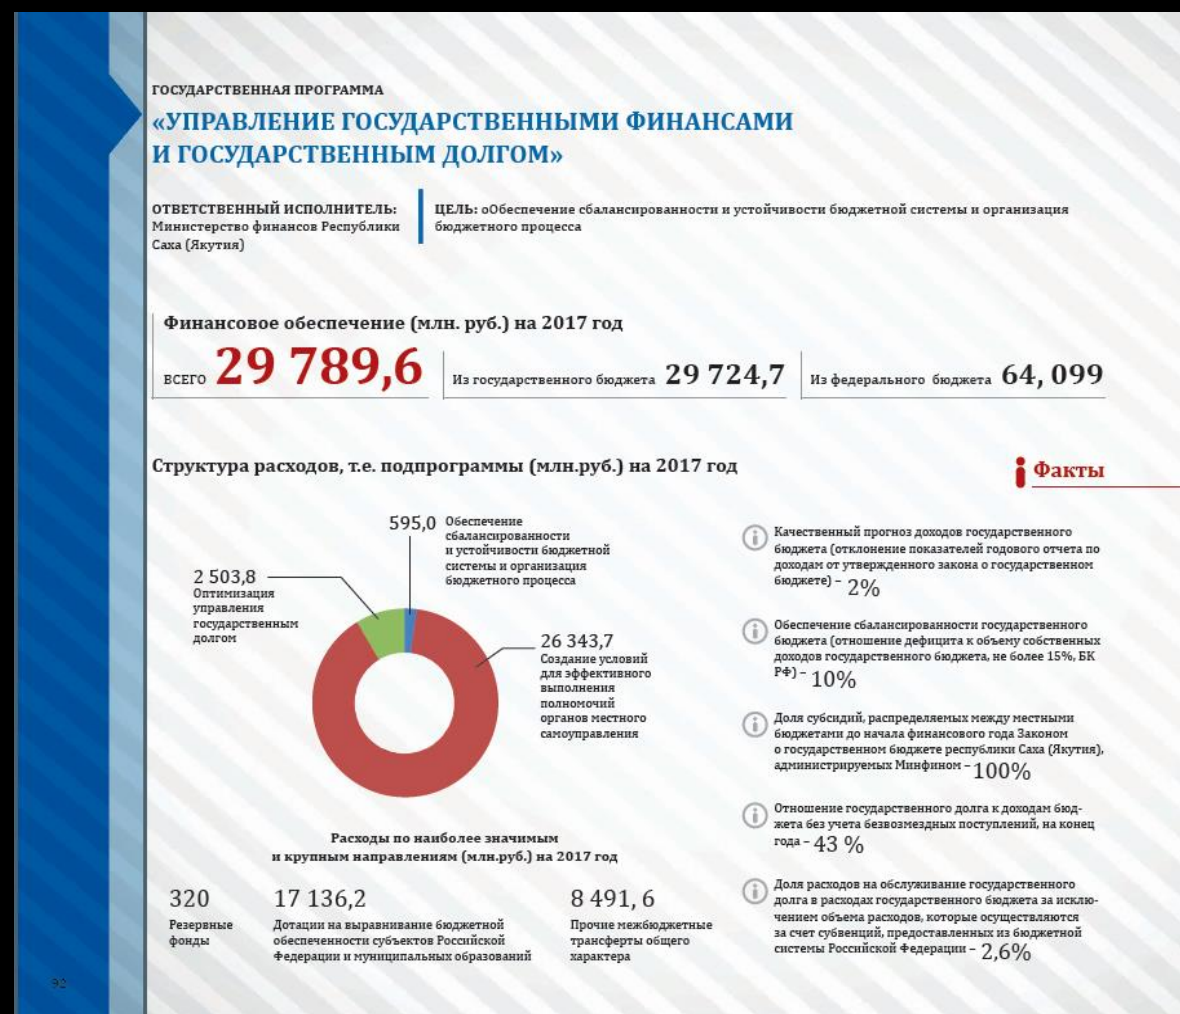 ГОСУДАРСТВЕННАЯ ПРОГРАММА
«УПРАВЛЕНИЕ ГОСУДАРСТВЕННЫМИ ФИНАНСАМИ
И ГОСУДАРСТВЕННЫМ ДОЛГОМ»
ОТВЕТСТВЕННЫЙ ИСПОЛНИТЕЛЬ:
Министерство финансов Республики
Саха (Якутия)
ЦЕЛЬ: оОбеспечение сбалансированности и устойчивости бюджетной системы и организация
бюджетного процесса
Финансовое обеспечение (млн. руб.) на 2017 год
ВСЕГО 29 789,6
Из государственного бюджета 29 724,7
Из федерального бюджета 64, 099
Структура расходов, т.е. подпрограммы (млн.руб.) на 2017 год
595,0 Обеспечение
сбалансированности
и устойчивости бюджетной
системы и организация
бюджетного процесса
2 503,8
Оптимизация
управления
государственным
долгом
26 343,7
Создание условий
для эффективного
выполнения
полномочий
органов местного
самоуправления
Расходы по наиболее значимым
и крупным направлениям (млн.руб.) на 2017 год
320
Резервные
фонды
17 136,2
Дотации на выравнивание бюджетной
обеспеченности субъектов Российской
Федерации и муниципальных образований
8 491, 6
Прочие межбюджетные
трансферты общего
характера
Факты
Качественный прогноз доходов государственного
бюджета (отклонение показателей годового отчета по
доходам от утвержденного закона о государственном
бюджете) – 2%
Обеспечение сбалансированности государственного
бюджета (отношение дефицита к объему собственных
доходов государственного бюджета, не более 15%, БК
РФ) – 10%
Доля субсидий, распределяемых между местными
бюджетами до начала финансового года Законом
о государственном бюджете республики Саха (Якутия),
администрируемых Минфином – 100%
Отношение государственного долга к доходам бюд-
жета без учета безвозмездных поступлений, на конец
года – 43 %
Доля расходов на обслуживание государственного
долга в расходах государственного бюджета за исклю-
чением объема расходов, которые осуществляются
за счет субвенций, предоставленных из бюджетной
системы Российской Федерации – 2,6%
92